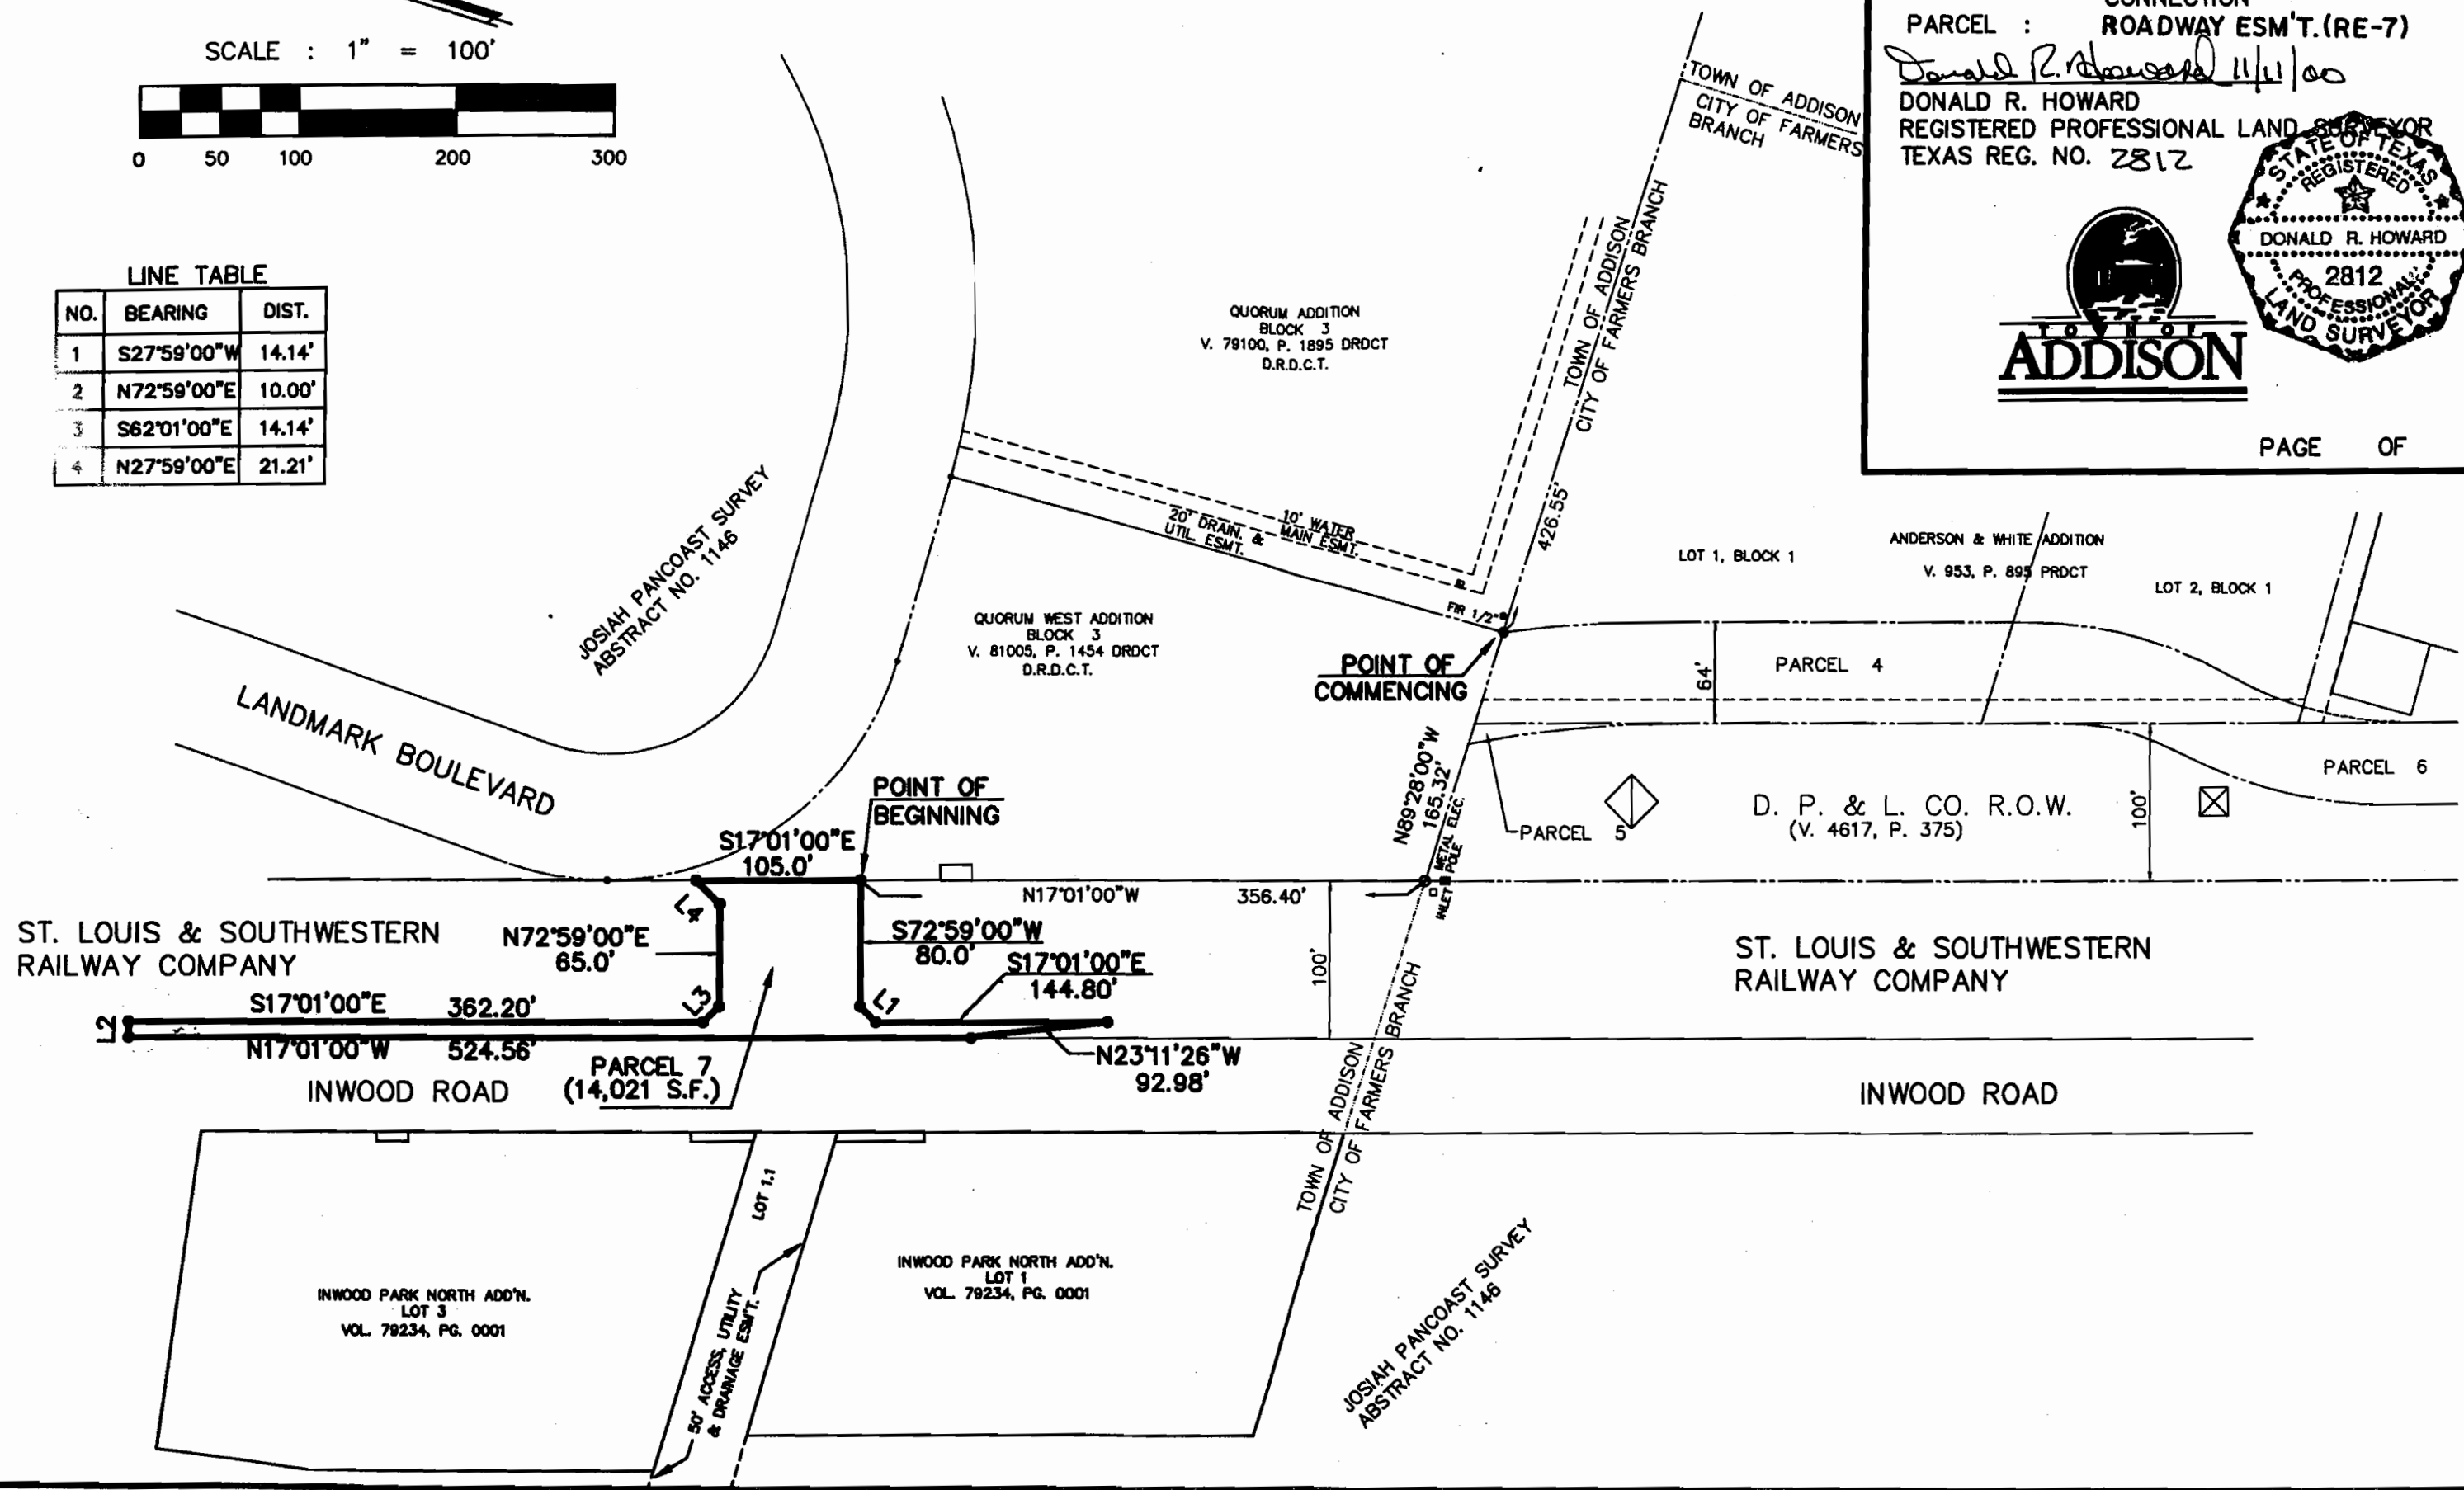 SCALE : 1" = 100'
0 50 100 200 300
LINE TABLE
NO. BEARING DIST.
1 S27°59'00"W 14.14'
2 N72°59'00"E 10.00'
3 S62°01'00"E 14.14'
4 N27°59'00"E 21.21'
CONNECTION
PARCEL : ROADWAY ESM'T.(RE-7)
Donald R. Howard 11/11/00
DONALD R. HOWARD
REGISTERED PROFESSIONAL LAND SURVEYOR
TEXAS REG. NO. 2812
STATE OF TEXAS
REGISTERED
DONALD R. HOWARD
2812
PROFESSIONAL
LAND SURVEYOR
TOWN OF
ADDISON
PAGE OF
TOWN OF ADDISON
CITY OF FARMERS
BRANCH
TOWN OF ADDISON
CITY OF FARMERS BRANCH
426.55'
QUORUM ADDITION
BLOCK 3
V. 79100, P. 1895 DRDCT
D.R.D.C.T.
JOSIAH PANCOAST SURVEY
ABSTRACT NO. 1146
10' WATER
MAIN ESMT.
20' DRAIN. &
UTIL. ESMT.
FIR 1/2"
QUORUM WEST ADDITION
BLOCK 3
V. 81005, P. 1454 DRDCT
D.R.D.C.T.
POINT OF
COMMENCING
LOT 1, BLOCK 1
ANDERSON & WHITE ADDITION
V. 953, P. 895 PRDCT
LOT 2, BLOCK 1
64'
PARCEL 4
PARCEL 5
PARCEL 6
D. P. & L. CO. R.O.W.
(V. 4617, P. 375)
100'
LANDMARK BOULEVARD
POINT OF
BEGINNING
N89°28'00"W
165.32'
METAL ELEC.
POLE
INLET
S17°01'00"E
105.0'
N17°01'00"W 356.40'
L4
ST. LOUIS & SOUTHWESTERN
RAILWAY COMPANY
N72°59'00"E
65.0'
S72°59'00"W
80.0'
S17°01'00"E
144.80'
100'
ST. LOUIS & SOUTHWESTERN
RAILWAY COMPANY
S17°01'00"E 362.20'
L3
L1
L2
N17°01'00"W 524.56'
N23°11'26"W
92.98'
PARCEL 7
(14,021 S.F.)
INWOOD ROAD
INWOOD ROAD
TOWN OF ADDISON
CITY OF FARMERS BRANCH
LOT 1.1
50' ACCESS, UTILITY
& DRAINAGE ESM'T.
INWOOD PARK NORTH ADD'N.
LOT 3
VOL. 79234, PG. 0001
INWOOD PARK NORTH ADD'N.
LOT 1
VOL. 79234, PG. 0001
JOSIAH PANCOAST SURVEY
ABSTRACT NO. 1146